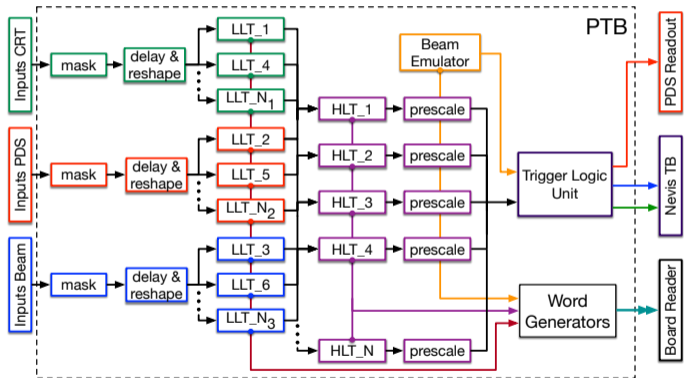 PTB
Inputs CRT
mask
delay &
reshape
LLT_1
LLT_4
LLT_N1
Inputs PDS
mask
delay &
reshape
LLT_2
LLT_5
LLT_N2
Inputs Beam
mask
delay &
reshape
LLT_3
LLT_6
LLT_N3
HLT_1
prescale
HLT_2
prescale
HLT_3
prescale
HLT_4
prescale
HLT_N
prescale
Beam
Emulator
Trigger Logic
Unit
Word
Generators
PDS Readout
Nevis TB
Board Reader